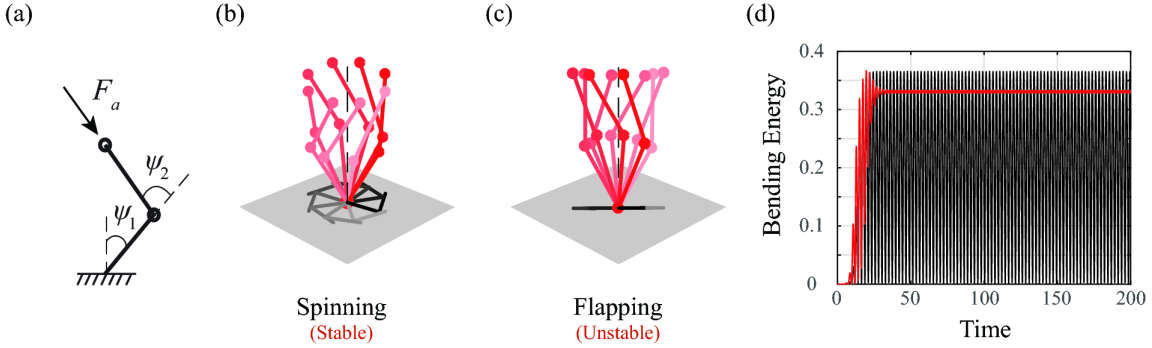 (a)
F_a
ψ_2
ψ_1
(b)
Spinning
(Stable)
(c)
Flapping
(Unstable)
(d)
Bending Energy
0.4
0.3
0.2
0.1
0
0
50
100
150
200
Time